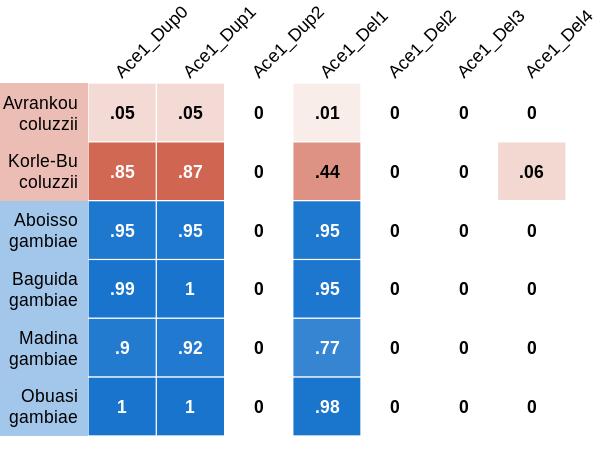 Ace1_Dup0 Ace1_Dup1 Ace1_Dup2 Ace1_Del1 Ace1_Del2 Ace1_Del3 Ace1_Del4
Avrankou
coluzzii .05 .05 0 .01 0 0 0
Korle-Bu
coluzzii .85 .87 0 .44 0 0 .06
Aboisso
gambiae .95 .95 0 .95 0 0 0
Baguida
gambiae .99 1 0 .95 0 0 0
Madina
gambiae .9 .92 0 .77 0 0 0
Obuasi
gambiae 1 1 0 .98 0 0 0